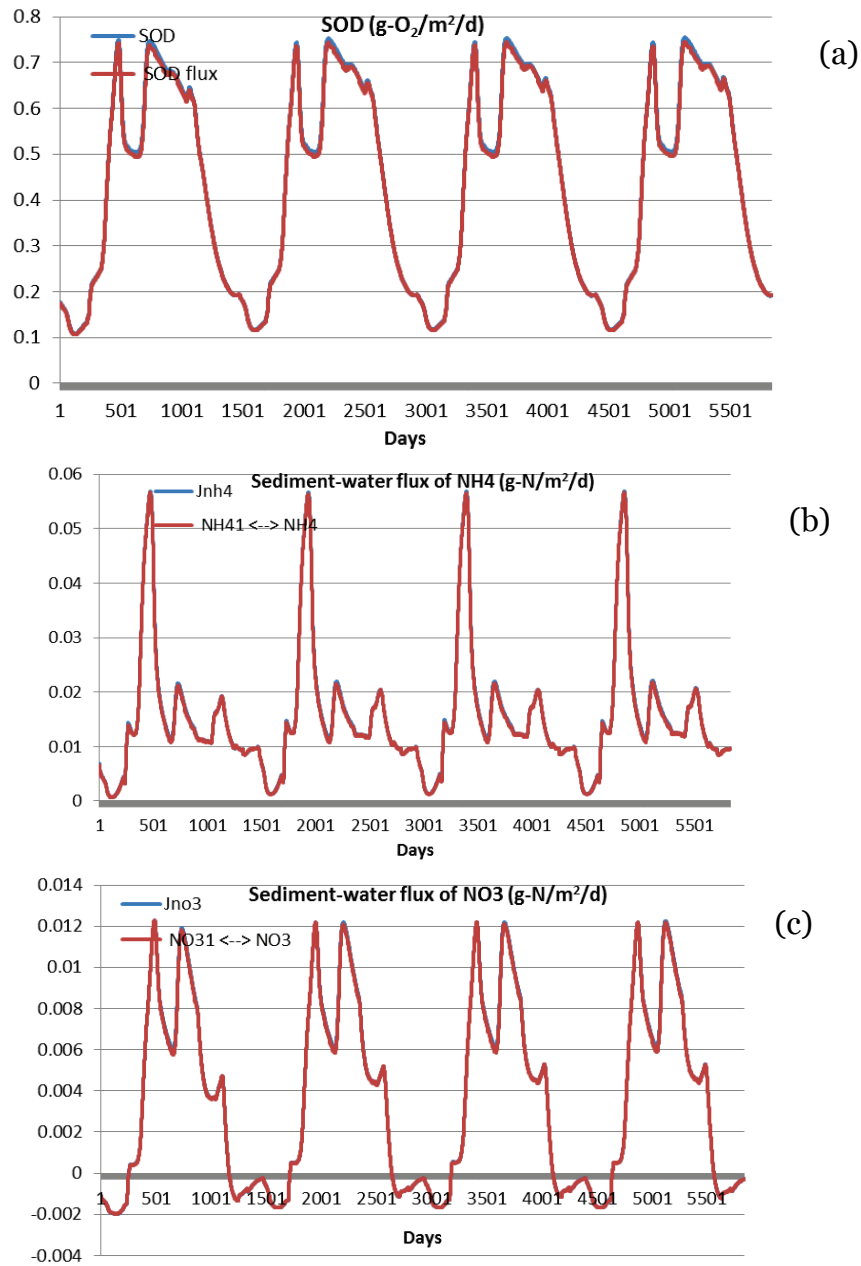 SOD (g-O₂/m²/d)
SOD
SOD flux
(a)
0.8
0.7
0.6
0.5
0.4
0.3
0.2
0.1
0
1 501 1001 1501 2001 2501 3001 3501 4001 4501 5001 5501
Days
Sediment-water flux of NH4 (g-N/m²/d)
Jnh4
NH41 <--> NH4
(b)
0.06
0.05
0.04
0.03
0.02
0.01
0
1 501 1001 1501 2001 2501 3001 3501 4001 4501 5001 5501
Days
Sediment-water flux of NO3 (g-N/m²/d)
Jno3
NO31 <--> NO3
(c)
0.014
0.012
0.01
0.008
0.006
0.004
0.002
0
-0.002
-0.004
1 501 1001 1501 2001 2501 3001 3501 4001 4501 5001 5501
Days